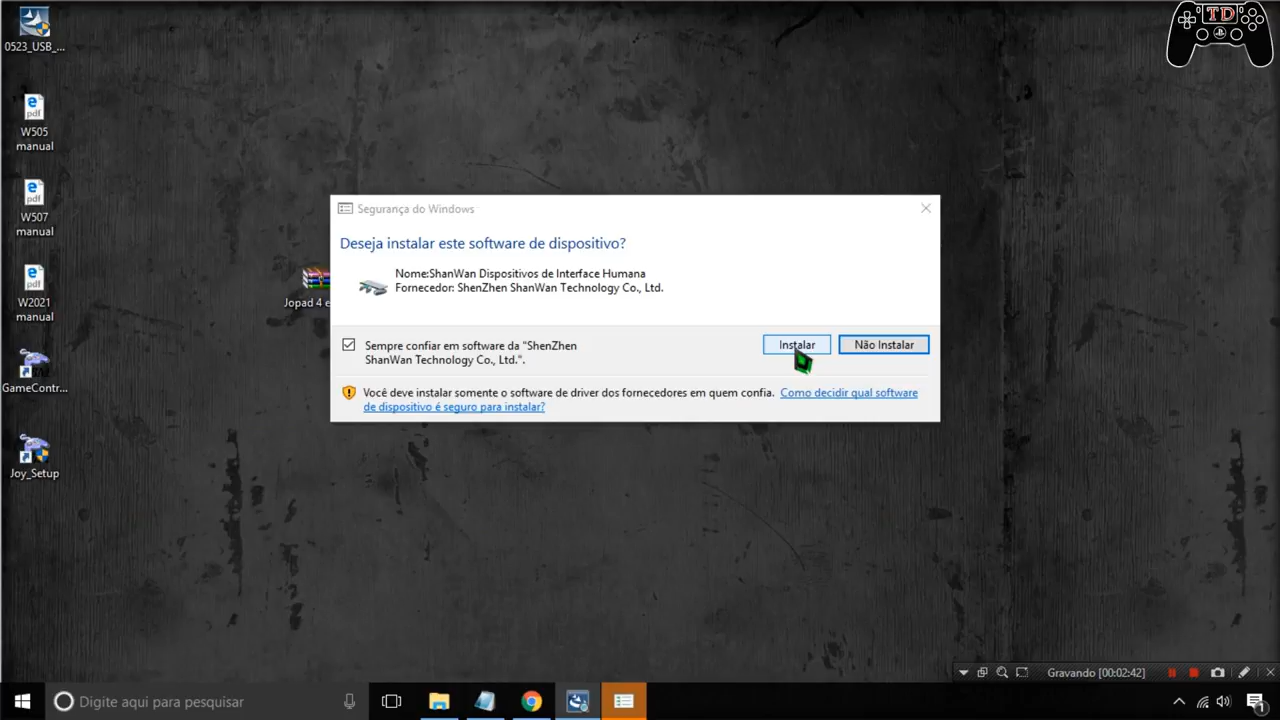 TD
0523_USB_...
W505
manual
W507
manual
W2021
manual
GameContr...
Joy_Setup
Jopad 4 e
Segurança do Windows
Deseja instalar este software de dispositivo?
Nome:ShanWan Dispositivos de Interface Humana
Fornecedor: ShenZhen ShanWan Technology Co., Ltd.
Sempre confiar em software da "ShenZhen
ShanWan Technology Co., Ltd.".
Instalar
Não Instalar
Você deve instalar somente o software de driver dos fornecedores em quem confia. Como decidir qual software
de dispositivo é seguro para instalar?
Gravando [00:02:42]
Digite aqui para pesquisar
1